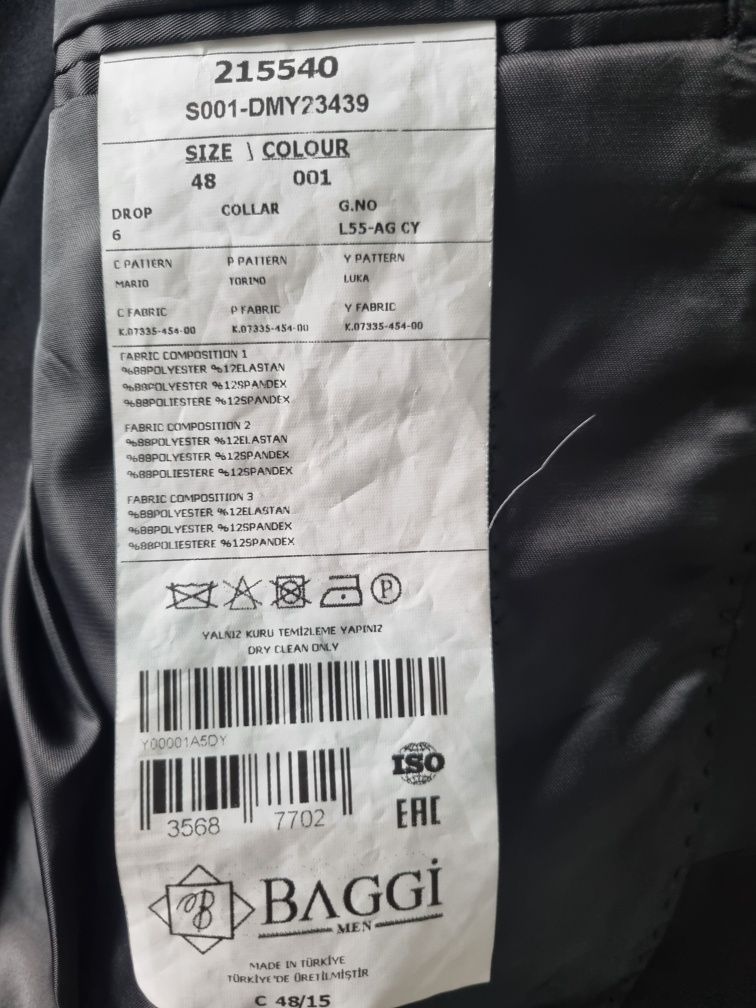 215540
S001-DMY23439
SIZE \ COLOUR
48 001
DROP COLLAR G.NO
6 L55-AG CY
C PATTERN P PATTERN Y PATTERN
MARIO TORINO LUKA
C FABRIC P FABRIC Y FABRIC
K.07335-454-00 K.07335-454-00 K.07335-454-00
FABRIC COMPOSITION 1
%88POLYESTER %12ELASTAN
%88POLYESTER %12SPANDEX
%88POLIESTERE %12SPANDEX
FABRIC COMPOSITION 2
%88POLYESTER %12ELASTAN
%88POLYESTER %12SPANDEX
%88POLIESTERE %12SPANDEX
FABRIC COMPOSITION 3
%88POLYESTER %12ELASTAN
%88POLYESTER %12SPANDEX
%88POLIESTERE %12SPANDEX
P
YALNIZ KURU TEMİZLEME YAPINIZ
DRY CLEAN ONLY
Y00001A5DY
ISO
3568 7702
EAC
BAGGİ
MEN
MADE IN TÜRKİYE
TÜRKİYE'DE ÜRETİLMİŞTİR
C 48/15